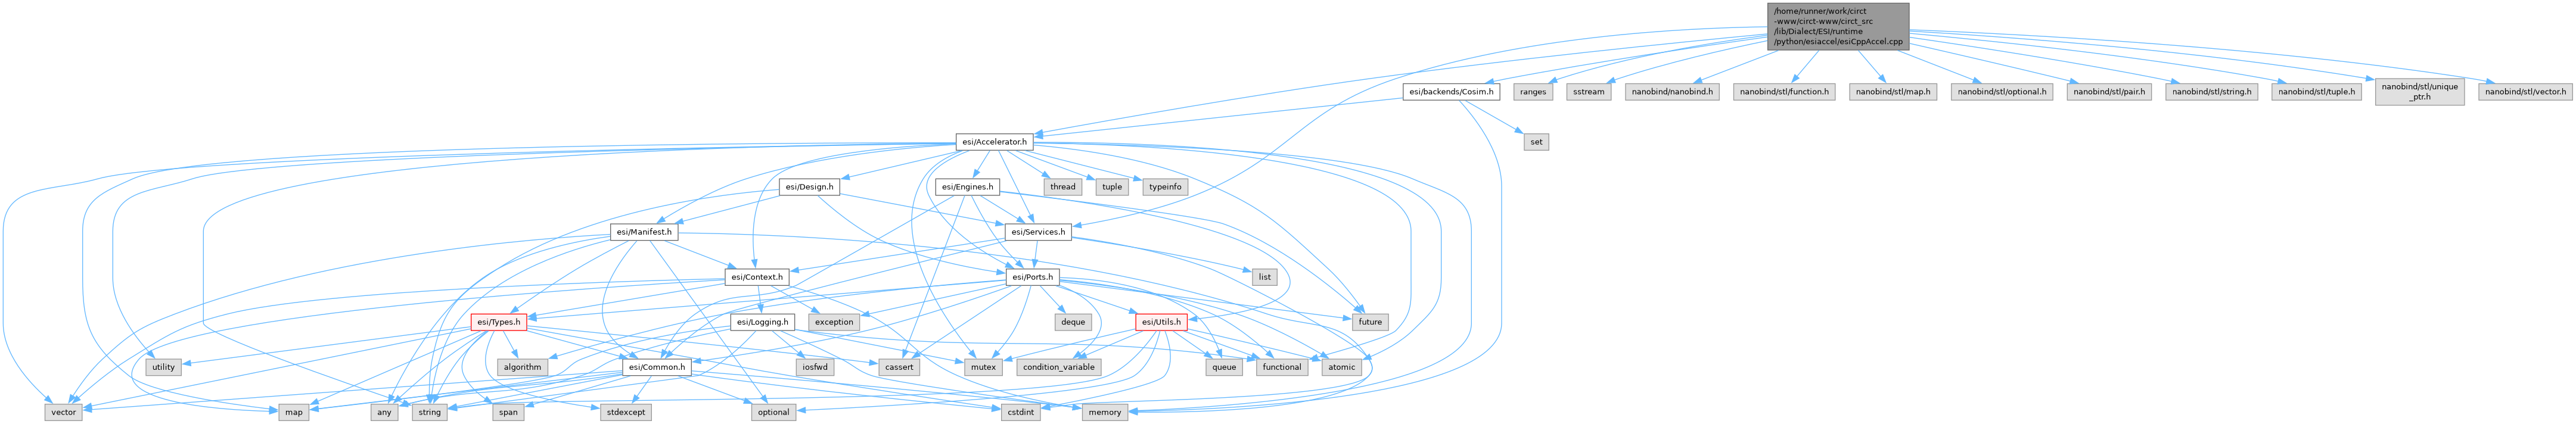 /home/runner/work/circt
-www/circt-www/circt_src
/lib/Dialect/ESI/runtime
/python/esiaccel/esiCppAccel.cpp
esi/backends/Cosim.h
ranges
sstream
nanobind/nanobind.h
nanobind/stl/function.h
nanobind/stl/map.h
nanobind/stl/optional.h
nanobind/stl/pair.h
nanobind/stl/string.h
nanobind/stl/tuple.h
nanobind/stl/unique
_ptr.h
nanobind/stl/vector.h
esi/Accelerator.h
set
esi/Design.h
esi/Engines.h
thread
tuple
typeinfo
esi/Manifest.h
esi/Services.h
esi/Context.h
esi/Ports.h
list
esi/Types.h
esi/Logging.h
exception
deque
esi/Utils.h
future
utility
algorithm
esi/Common.h
iosfwd
cassert
mutex
condition_variable
queue
functional
atomic
vector
map
any
string
span
stdexcept
optional
cstdint
memory